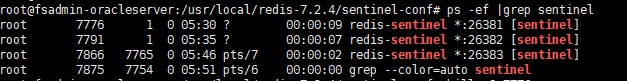 root@fsadmin-oracleserver:/usr/local/redis-7.2.4/sentinel-conf# ps -ef |grep sentinel
root 7776 1 0 05:30 ? 00:00:09 redis-sentinel *:26381 [sentinel]
root 7791 1 0 05:35 ? 00:00:07 redis-sentinel *:26382 [sentinel]
root 7866 7765 0 05:46 pts/7 00:00:02 redis-sentinel *:26383 [sentinel]
root 7875 7754 0 05:51 pts/6 00:00:00 grep --color=auto sentinel